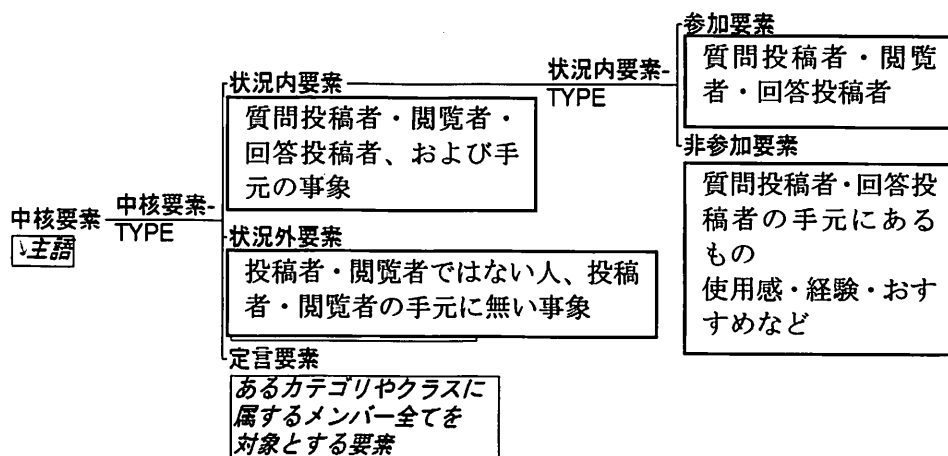 参加要素
質問投稿者・閲覧
者・回答投稿者
状況内要素
状況内要素-
TYPE
質問投稿者・閲覧者・
回答投稿者、および手
元の事象
非参加要素
質問投稿者・回答投
稿者の手元にある
もの
使用感・経験・おす
すめなど
中核要素
↘主語
中核要素-
TYPE
状況外要素
投稿者・閲覧者ではない人、投稿
者・閲覧者の手元に無い事象
定言要素
あるカテゴリやクラスに
属するメンバー全てを
対象とする要素